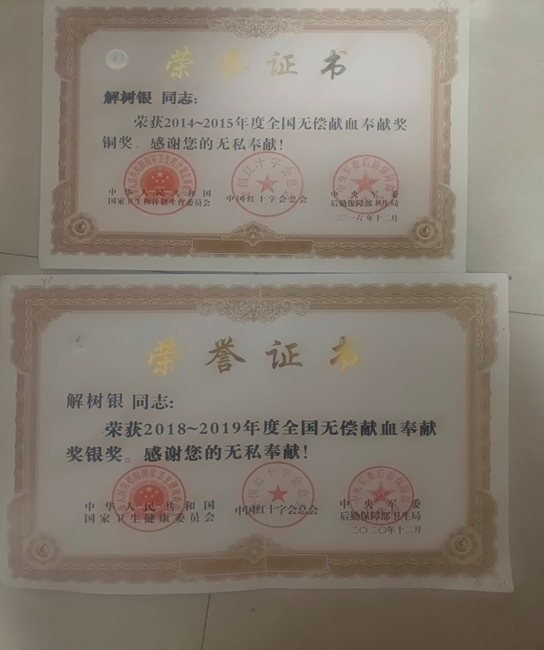 荣誉证书
解树银 同志:
荣获2014~2015年度全国无偿献血奉献奖
铜奖。感谢您的无私奉献!
中华人民共和国
国家卫生和计划生育委员会
中国红十字会总会
中央军委
后勤保障部卫生局
二〇一六年十二月
荣誉证书
解树银 同志:
荣获2018~2019年度全国无偿献血奉献
奖银奖。感谢您的无私奉献!
中华人民共和国
国家卫生健康委员会
中国红十字会总会
中央军委
后勤保障部卫生局
二〇二〇年十二月